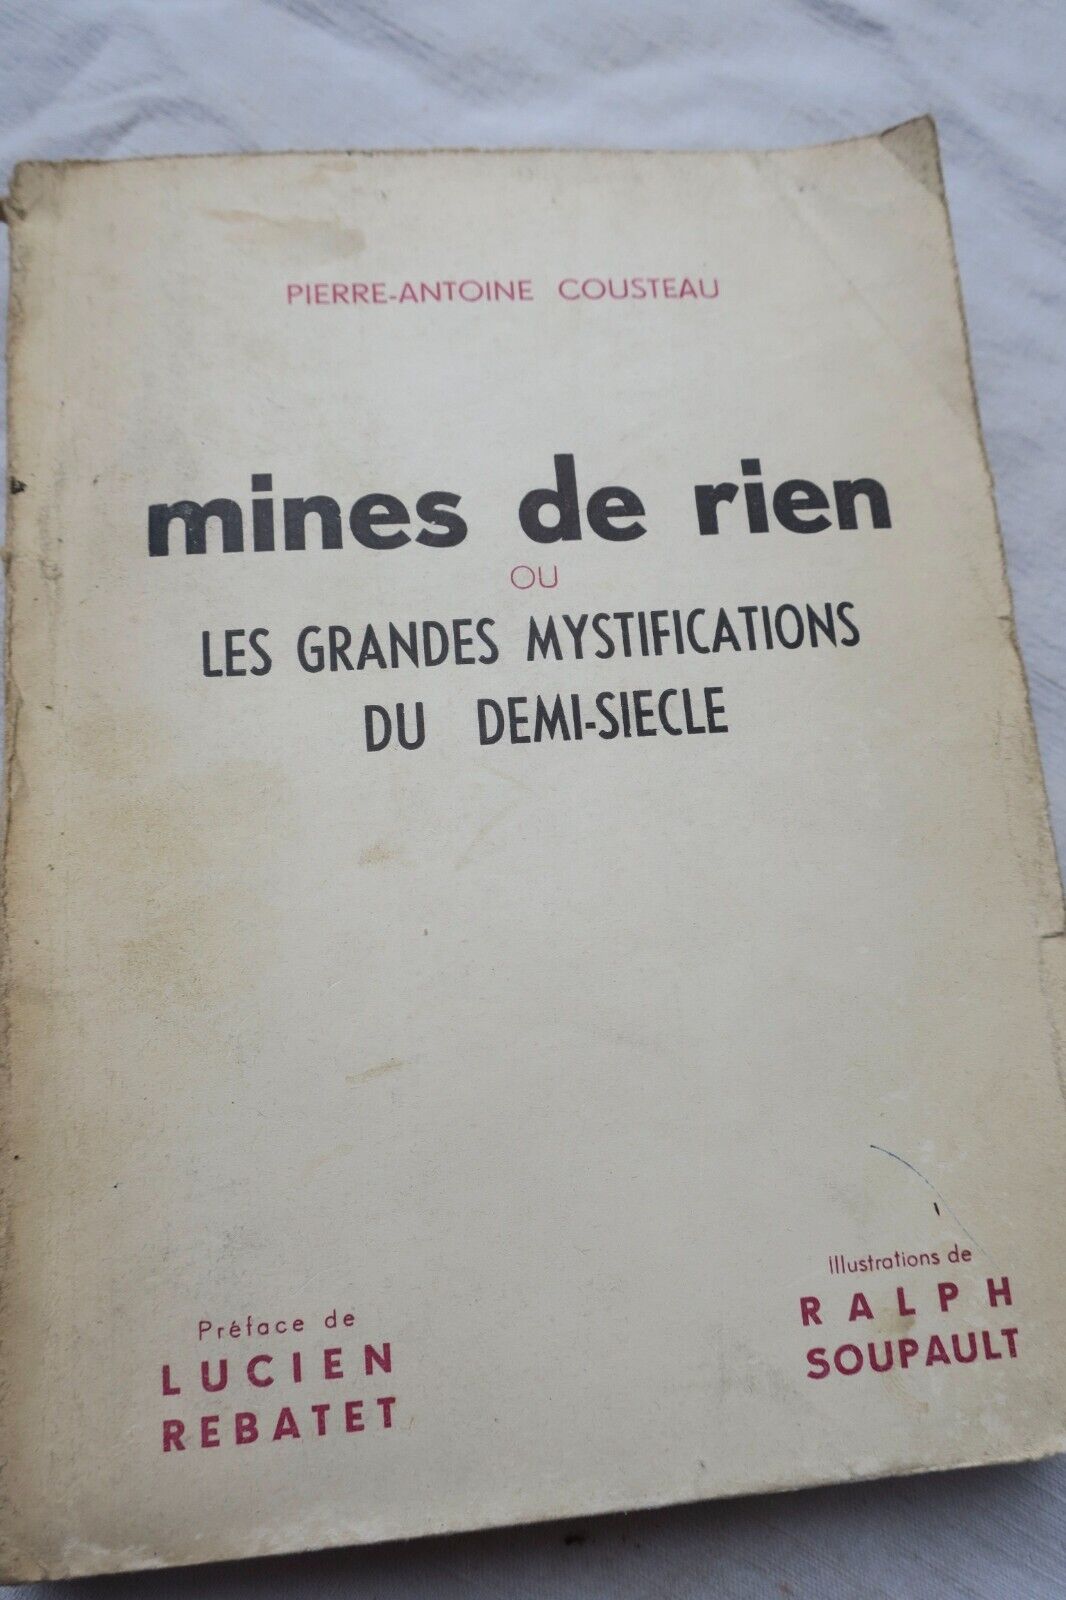 PIERRE-ANTOINE COUSTEAU
mines de rien
OU
LES GRANDES MYSTIFICATIONS
DU DEMI-SIECLE
Préface de
LUCIEN
REBATET
illustrations de
RALPH
SOUPAULT